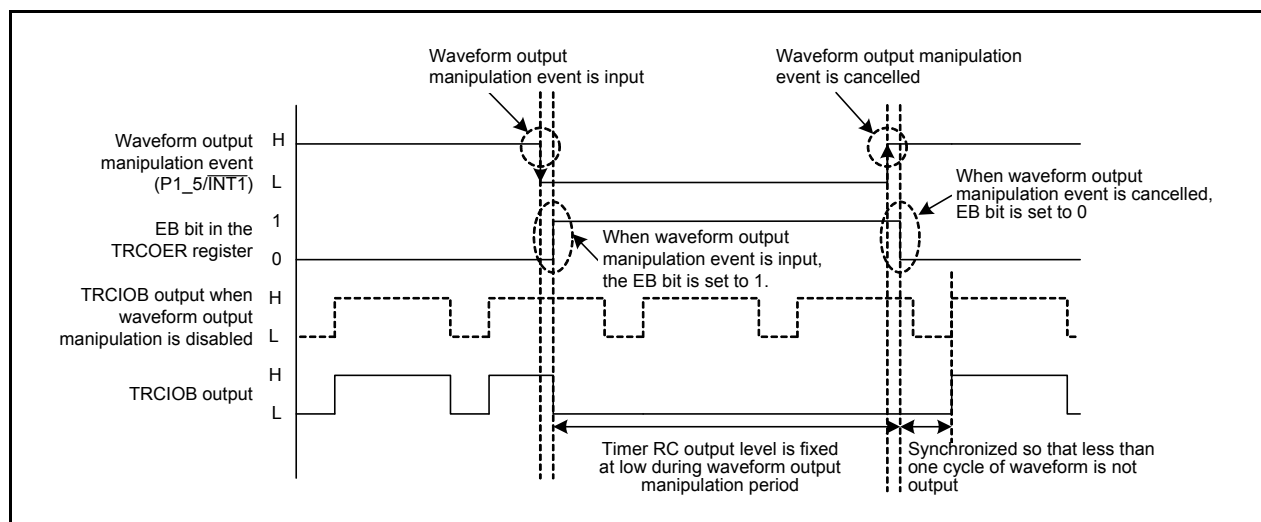 Waveform output
manipulation event is input
Waveform output manipulation
event is cancelled
Waveform output
manipulation event
(P1_5/INT1)
H
L
When waveform output
manipulation event is cancelled,
EB bit is set to 0
EB bit in the
TRCOER register
1
0
When waveform output
manipulation event is input,
the EB bit is set to 1.
TRCIOB output when
waveform output
manipulation is disabled
H
L
TRCIOB output
H
L
Timer RC output level is fixed
at low during waveform output
manipulation period
Synchronized so that less than
one cycle of waveform is not
output